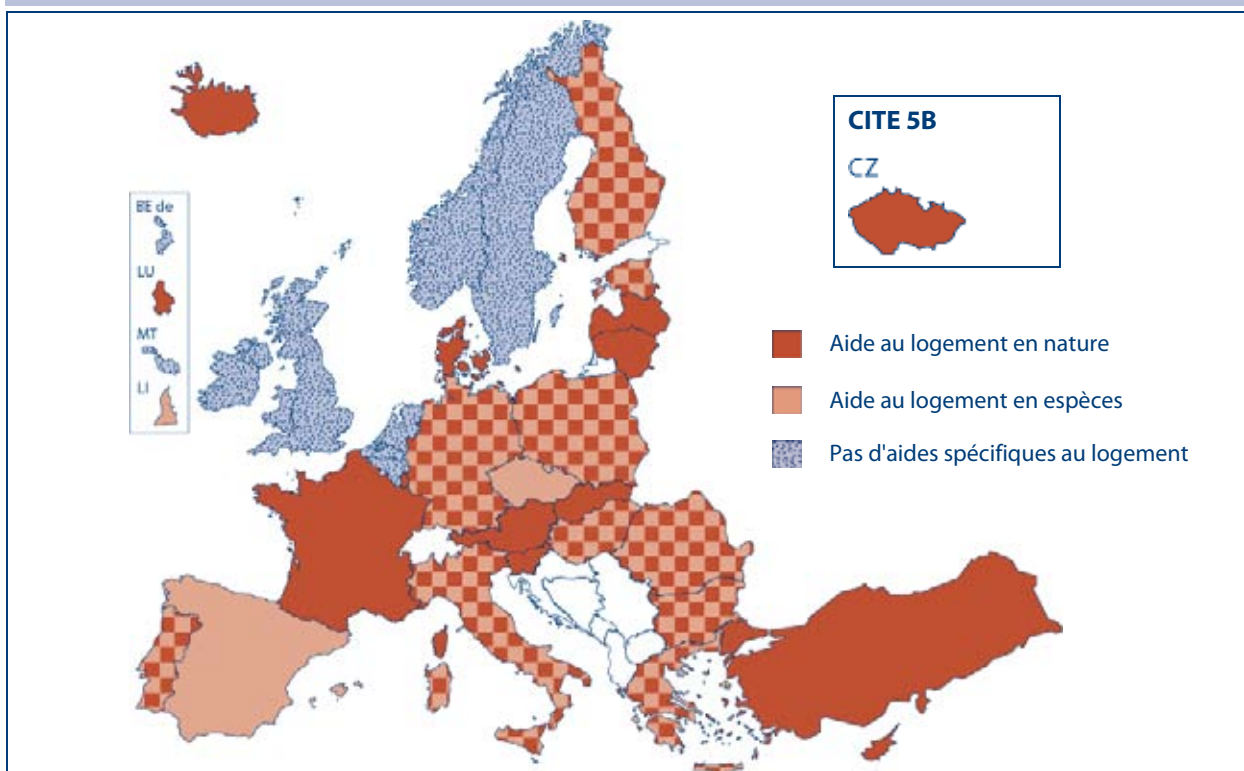 CITE 5B
CZ
BE de
LU
MT
LI
Aide au logement en nature
Aide au logement en espèces
Pas d'aides spécifiques au logement